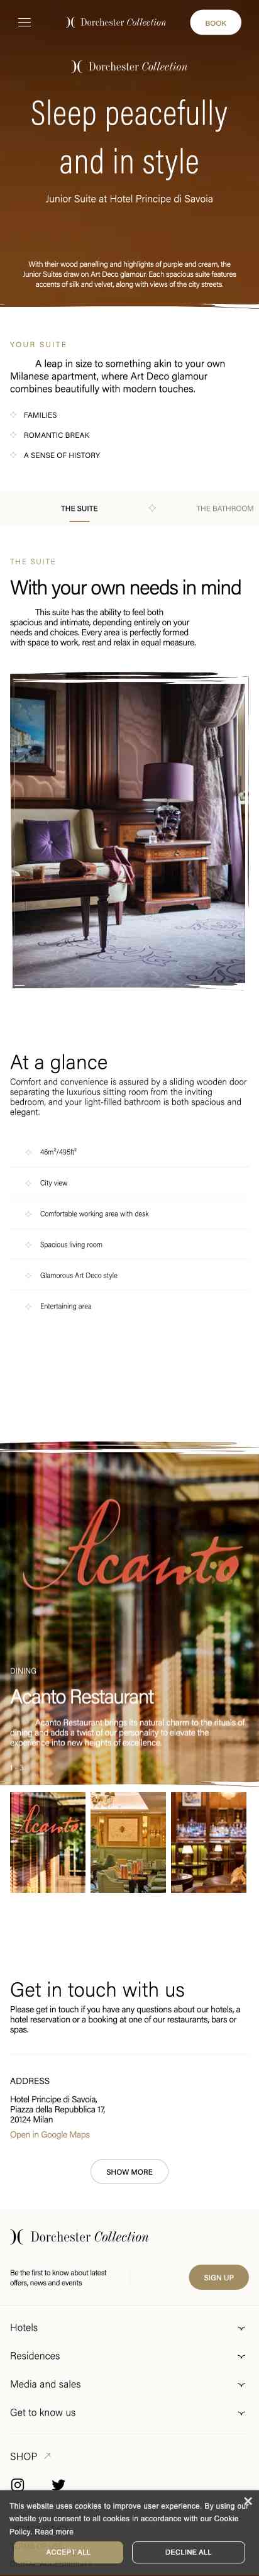 Dorchester Collection
BOOK
Dorchester Collection
Sleep peacefully
and in style
Junior Suite at Hotel Principe di Savoia
With their wood panelling and highlights of purple and cream, the
Junior Suites draw on Art Deco glamour. Each spacious suite features
accents of silk and velvet, along with views of the city streets.
YOUR SUITE
A leap in size to something akin to your own
Milanese apartment, where Art Deco glamour
combines beautifully with modern touches.
FAMILIES
ROMANTIC BREAK
A SENSE OF HISTORY
THE SUITE
THE BATHROOM
THE SUITE
With your own needs in mind
This suite has the ability to feel both
spacious and intimate, depending entirely on your
needs and choices. Every area is perfectly formed
with space to work, rest and relax in equal measure.
At a glance
Comfort and convenience is assured by a sliding wooden door
separating the luxurious sitting room from the inviting
bedroom, and your light-filled bathroom is both spacious and
elegant.
46m²/495ft²
City view
Comfortable working area with desk
Spacious living room
Glamorous Art Deco style
Entertaining area
Acanto
DINING
Acanto Restaurant
Acanto Restaurant brings its natural charm to the rituals of
dining and adds a twist of our personality to elevate the
experience into new heights of excellence.
Acanto
Get in touch with us
Please get in touch if you have any questions about our hotels, a
hotel reservation or a booking at one of our restaurants, bars or
spas.
ADDRESS
Hotel Principe di Savoia,
Piazza della Repubblica 17,
20124 Milan
Open in Google Maps
SHOW MORE
Dorchester Collection
Be the first to know about latest
offers, news and events
SIGN UP
Hotels
Residences
Media and sales
Get to know us
SHOP
This website uses cookies to improve user experience. By using our
website you consent to all cookies in accordance with our Cookie
Policy. Read more
ACCEPT ALL
DECLINE ALL